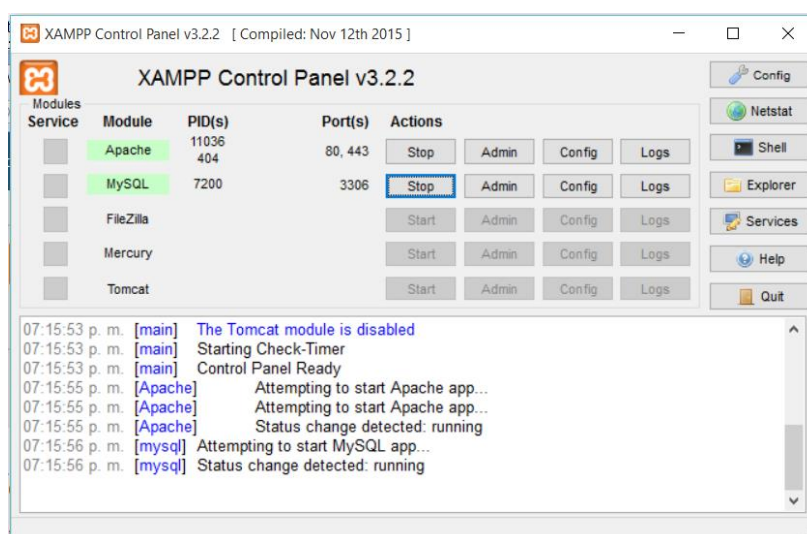 XAMPP Control Panel v3.2.2 [ Compiled: Nov 12th 2015 ]
XAMPP Control Panel v3.2.2
Config
Modules
Service Module PID(s) Port(s) Actions
Netstat
Apache 11036 404 80, 443 Stop Admin Config Logs
Shell
MySQL 7200 3306 Stop Admin Config Logs
Explorer
FileZilla Start Admin Config Logs
Services
Mercury Start Admin Config Logs
Help
Tomcat Start Admin Config Logs
Quit
07:15:53 p. m. [main] The Tomcat module is disabled
07:15:53 p. m. [main] Starting Check-Timer
07:15:53 p. m. [main] Control Panel Ready
07:15:55 p. m. [Apache] Attempting to start Apache app...
07:15:55 p. m. [Apache] Attempting to start Apache app...
07:15:55 p. m. [Apache] Status change detected: running
07:15:56 p. m. [mysql] Attempting to start MySQL app...
07:15:56 p. m. [mysql] Status change detected: running